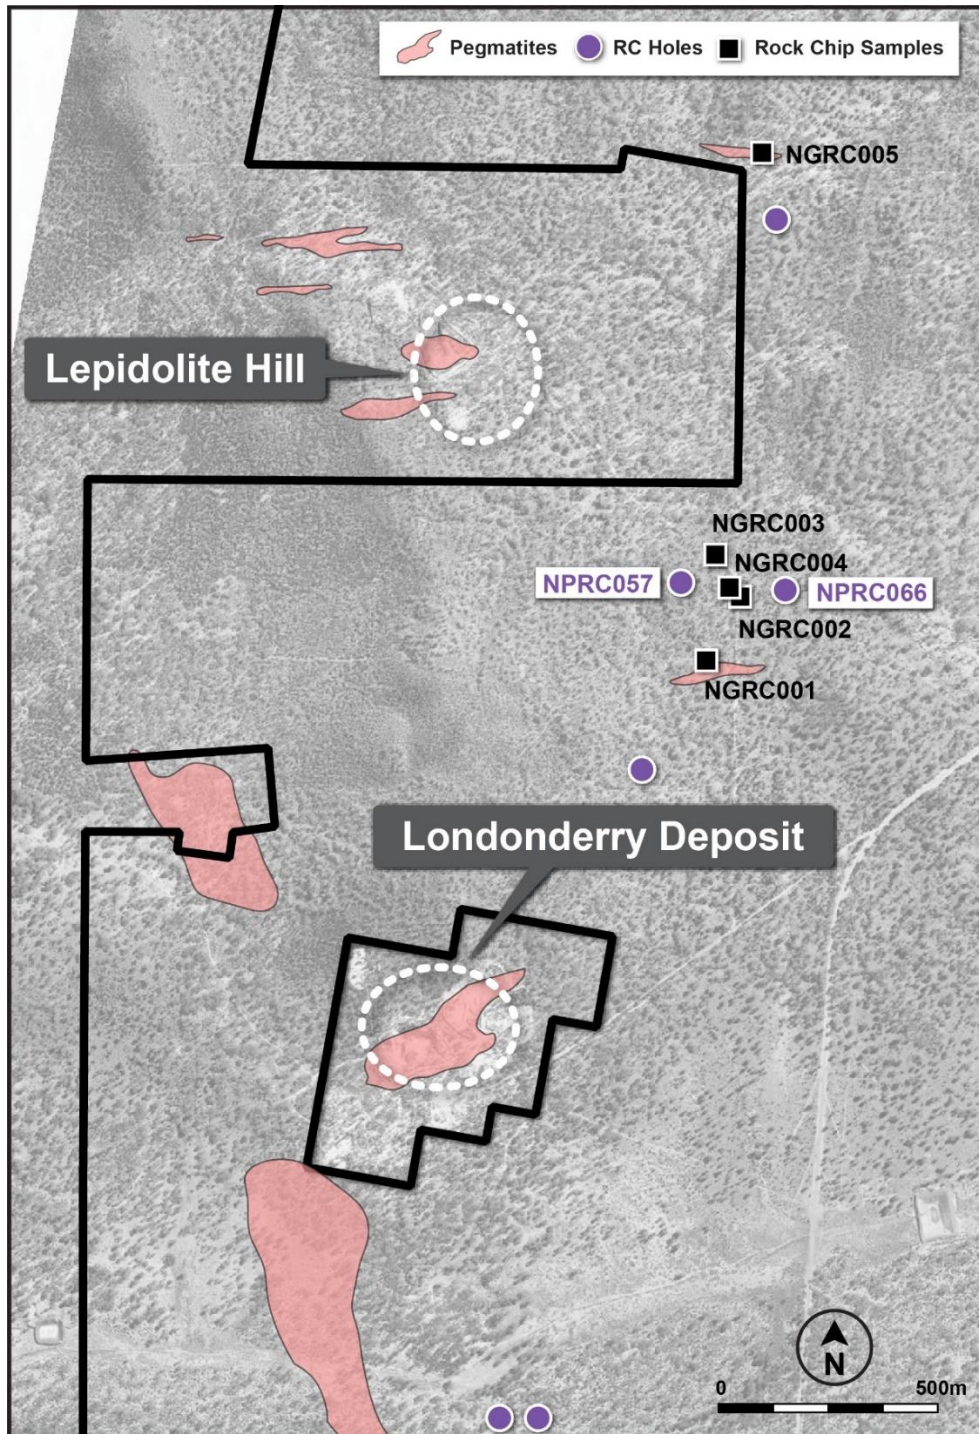 Pegmatites RC Holes Rock Chip Samples
NGRC005
Lepidolite Hill
NGRC003
NGRC004
NPRC057
NPRC066
NGRC002
NGRC001
Londonderry Deposit
N
0 500m